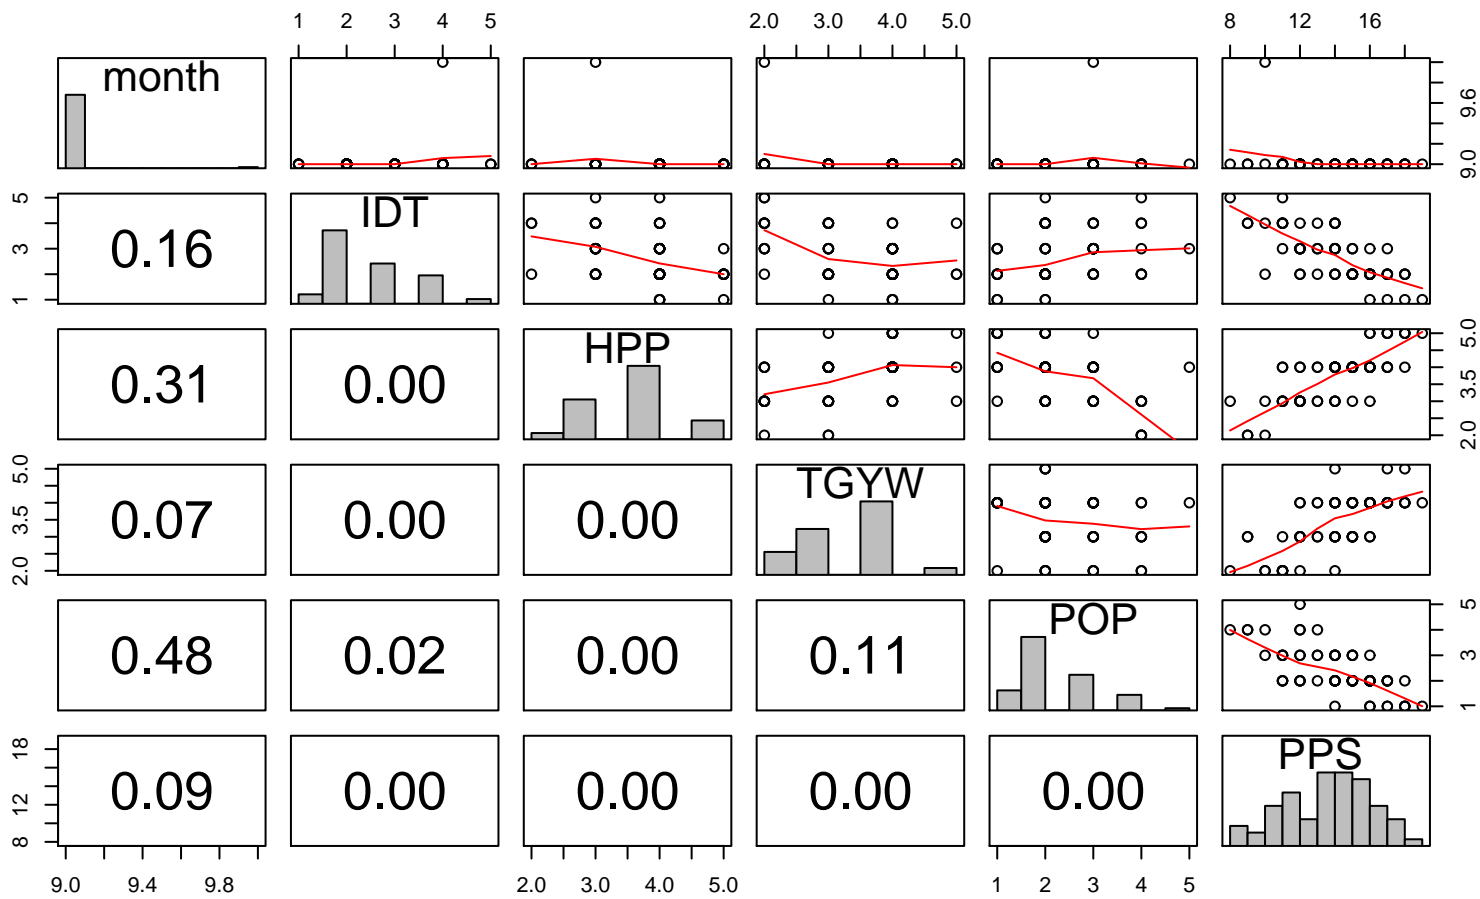 1 2 3 4 5 2.0 3.0 4.0 5.0 8 12 16
month 9.0 9.6
1 3 5 0.16 IDT
0.31 0.00 HPP 2.0 3.5 5.0
2.0 3.5 5.0 0.07 0.00 0.00 TGYW
0.48 0.02 0.00 0.11 POP 1 3 5
8 12 18 0.09 0.00 0.00 0.00 0.00 PPS
9.0 9.4 9.8 2.0 3.0 4.0 5.0 1 2 3 4 5